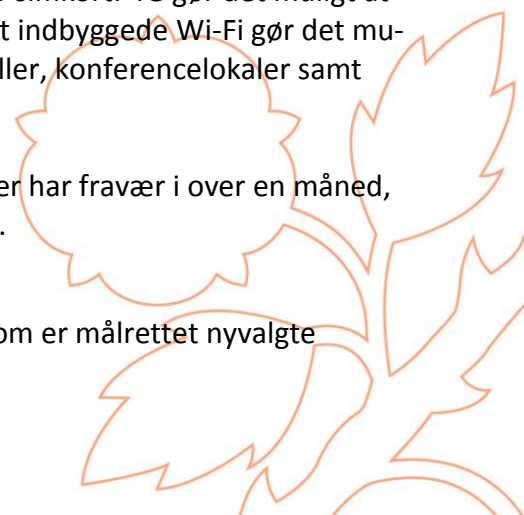 t indbyggede Wi-Fi gør det mu-
ller, konferencelokaler samt
er har fravær i over en måned,
.
om er målrettet nyvalgte